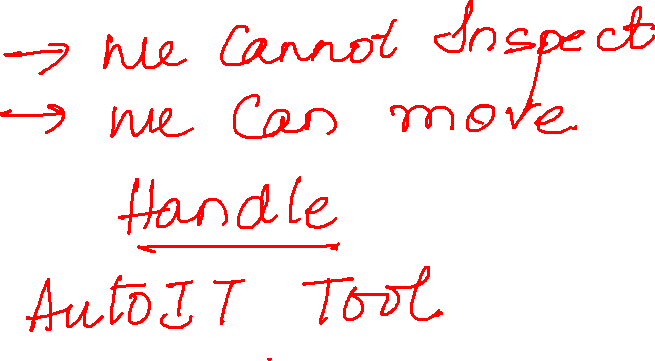 → We Cannot Inspect
→ We Can move
Handle
AutoIT Tool